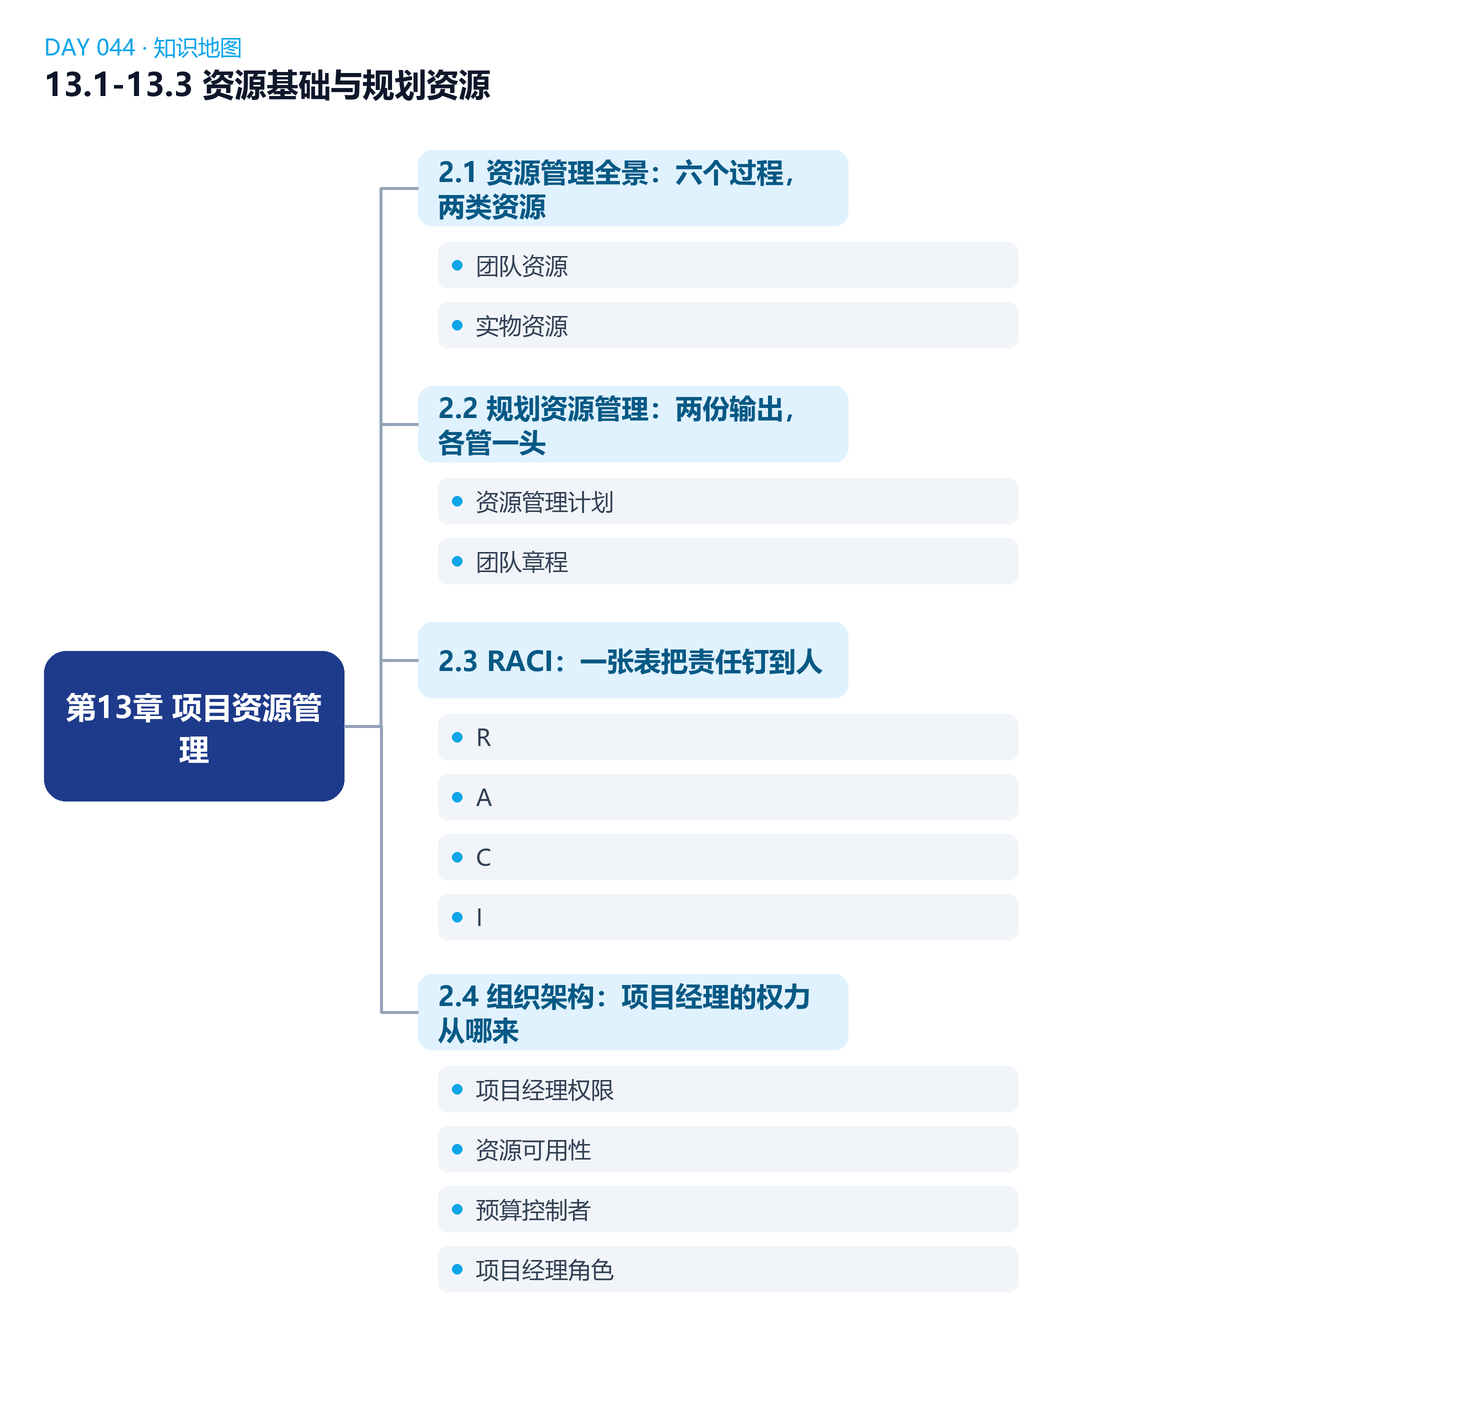 DAY 044 · 知识地图
13.1-13.3 资源基础与规划资源
2.1 资源管理全景：六个过程，
两类资源
团队资源
实物资源
2.2 规划资源管理：两份输出，
各管一头
资源管理计划
团队章程
2.3 RACI：一张表把责任钉到人
第13章 项目资源管
理
R
A
C
I
2.4 组织架构：项目经理的权力
从哪来
项目经理权限
资源可用性
预算控制者
项目经理角色